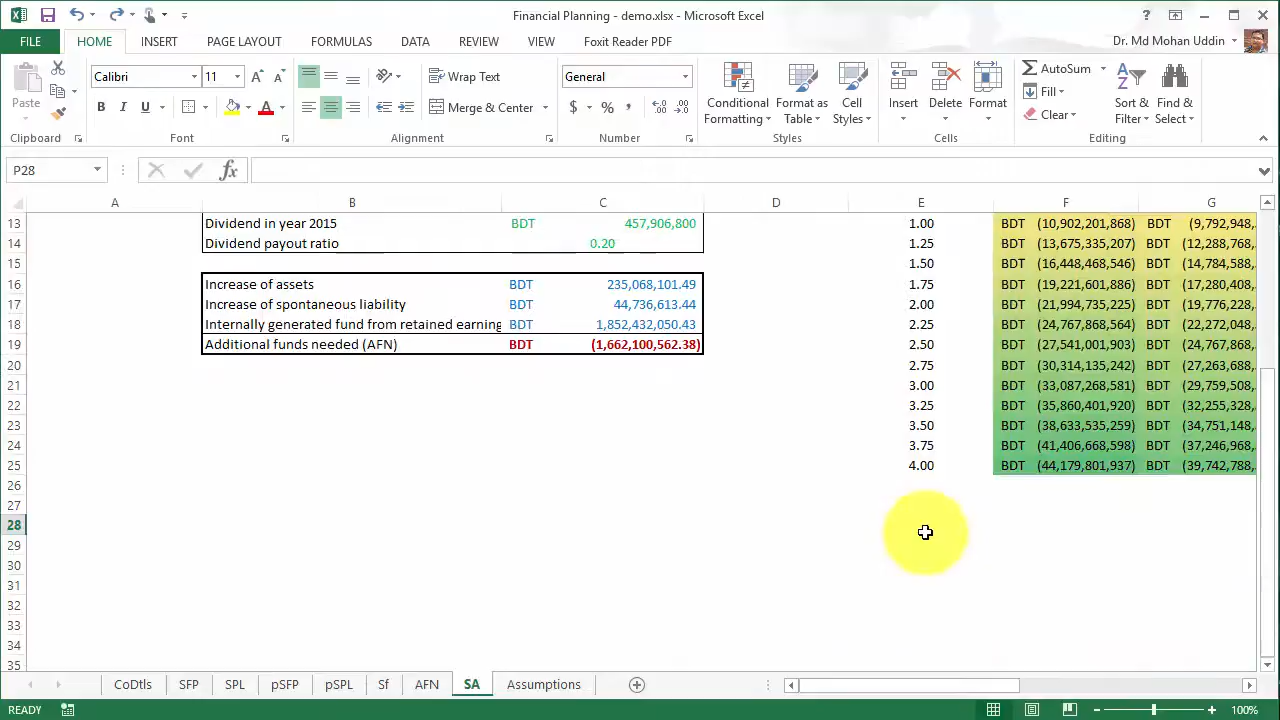 Financial Planning - demo.xlsx - Microsoft Excel
FILE HOME INSERT PAGE LAYOUT FORMULAS DATA REVIEW VIEW Foxit Reader PDF Dr. Md Mohan Uddin
Paste
Clipboard
Calibri 11
B I U
Font
Wrap Text
Merge & Center
Alignment
General
$ % ,
Number
Conditional Formatting
Format as Table
Cell Styles
Styles
Insert Delete Format
Cells
AutoSum
Fill
Clear
Sort & Filter
Find & Select
Editing
P28 fx
A B C D E F G
13 Dividend in year 2015 BDT 457,906,800 1.00 BDT (10,902,201,868) BDT (9,792,948,
14 Dividend payout ratio 0.20 1.25 BDT (13,675,335,207) BDT (12,288,768,
15 1.50 BDT (16,448,468,546) BDT (14,784,588,
16 Increase of assets BDT 235,068,101.49 1.75 BDT (19,221,601,886) BDT (17,280,408,
17 Increase of spontaneous liability BDT 44,736,613.44 2.00 BDT (21,994,735,225) BDT (19,776,228,
18 Internally generated fund from retained earning BDT 1,852,432,050.43 2.25 BDT (24,767,868,564) BDT (22,272,048,
19 Additional funds needed (AFN) BDT (1,662,100,562.38) 2.50 BDT (27,541,001,903) BDT (24,767,868,
20 2.75 BDT (30,314,135,242) BDT (27,263,688,
21 3.00 BDT (33,087,268,581) BDT (29,759,508,
22 3.25 BDT (35,860,401,920) BDT (32,255,328,
23 3.50 BDT (38,633,535,259) BDT (34,751,148,
24 3.75 BDT (41,406,668,598) BDT (37,246,968,
25 4.00 BDT (44,179,801,937) BDT (39,742,788,
26
27
28
29
30
31
32
33
34
35
CoDtls SFP SPL pSFP pSPL Sf AFN SA Assumptions
READY 100%